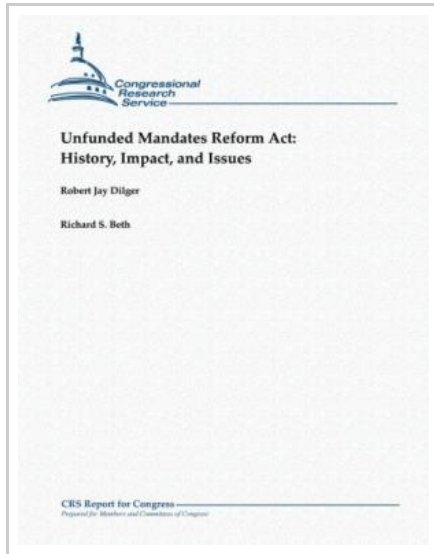 Congressional
Research
Service
Unfunded Mandates Reform Act:
History, Impact, and Issues
Robert Jay Dilger
Richard S. Beth
CRS Report for Congress
Prepared for Members and Committees of Congress